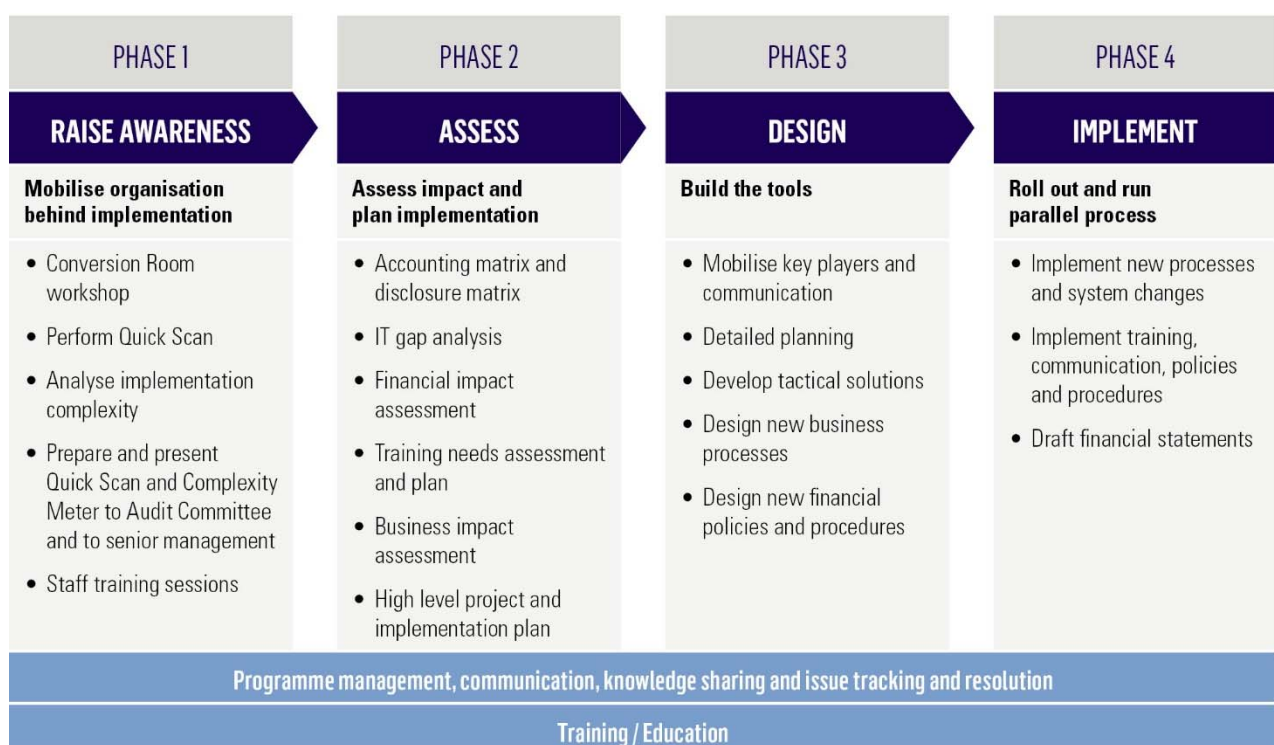 PHASE 1
RAISE AWARENESS
Mobilise organisation
behind implementation
• Conversion Room
workshop
• Perform Quick Scan
• Analyse implementation
complexity
• Prepare and present
Quick Scan and Complexity
Meter to Audit Committee
and to senior management
• Staff training sessions
PHASE 2
ASSESS
Assess impact and
plan implementation
• Accounting matrix and
disclosure matrix
• IT gap analysis
• Financial impact
assessment
• Training needs assessment
and plan
• Business impact
assessment
• High level project and
implementation plan
PHASE 3
DESIGN
Build the tools
• Mobilise key players and
communication
• Detailed planning
• Develop tactical solutions
• Design new business
processes
• Design new financial
policies and procedures
PHASE 4
IMPLEMENT
Roll out and run
parallel process
• Implement new processes
and system changes
• Implement training,
communication, policies
and procedures
• Draft financial statements
Programme management, communication, knowledge sharing and issue tracking and resolution
Training / Education